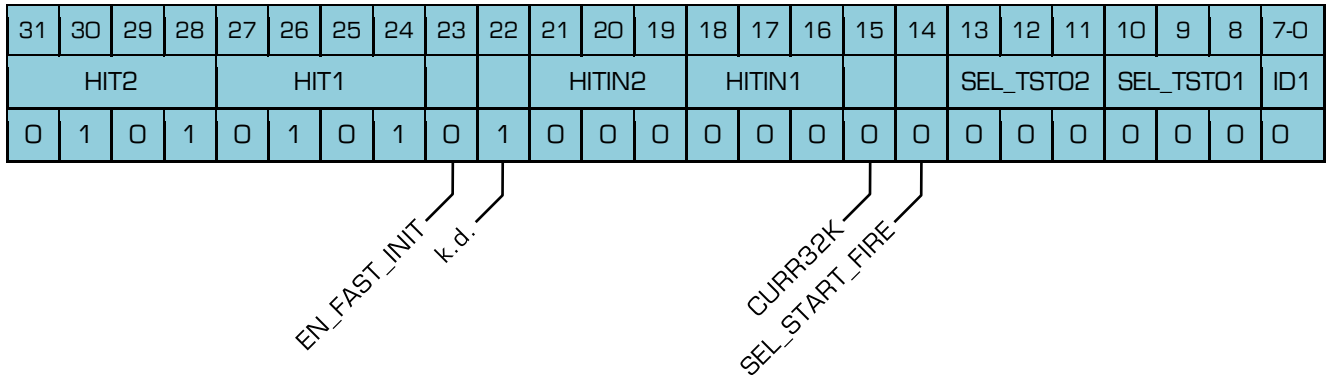 31 30 29 28 27 26 25 24 23 22 21 20 19 18 17 16 15 14 13 12 11 10 9 8 7-0
HIT2 HIT1 HITIN2 HITIN1 SEL_TSTO2 SEL_TSTO1 ID1
0 1 0 1 0 1 0 1 0 1 0 0 0 0 0 0 0 0 0 0 0 0 0 0 0
EN_FAST_INIT
k.d.
CURR32K
SEL_START_FIRE